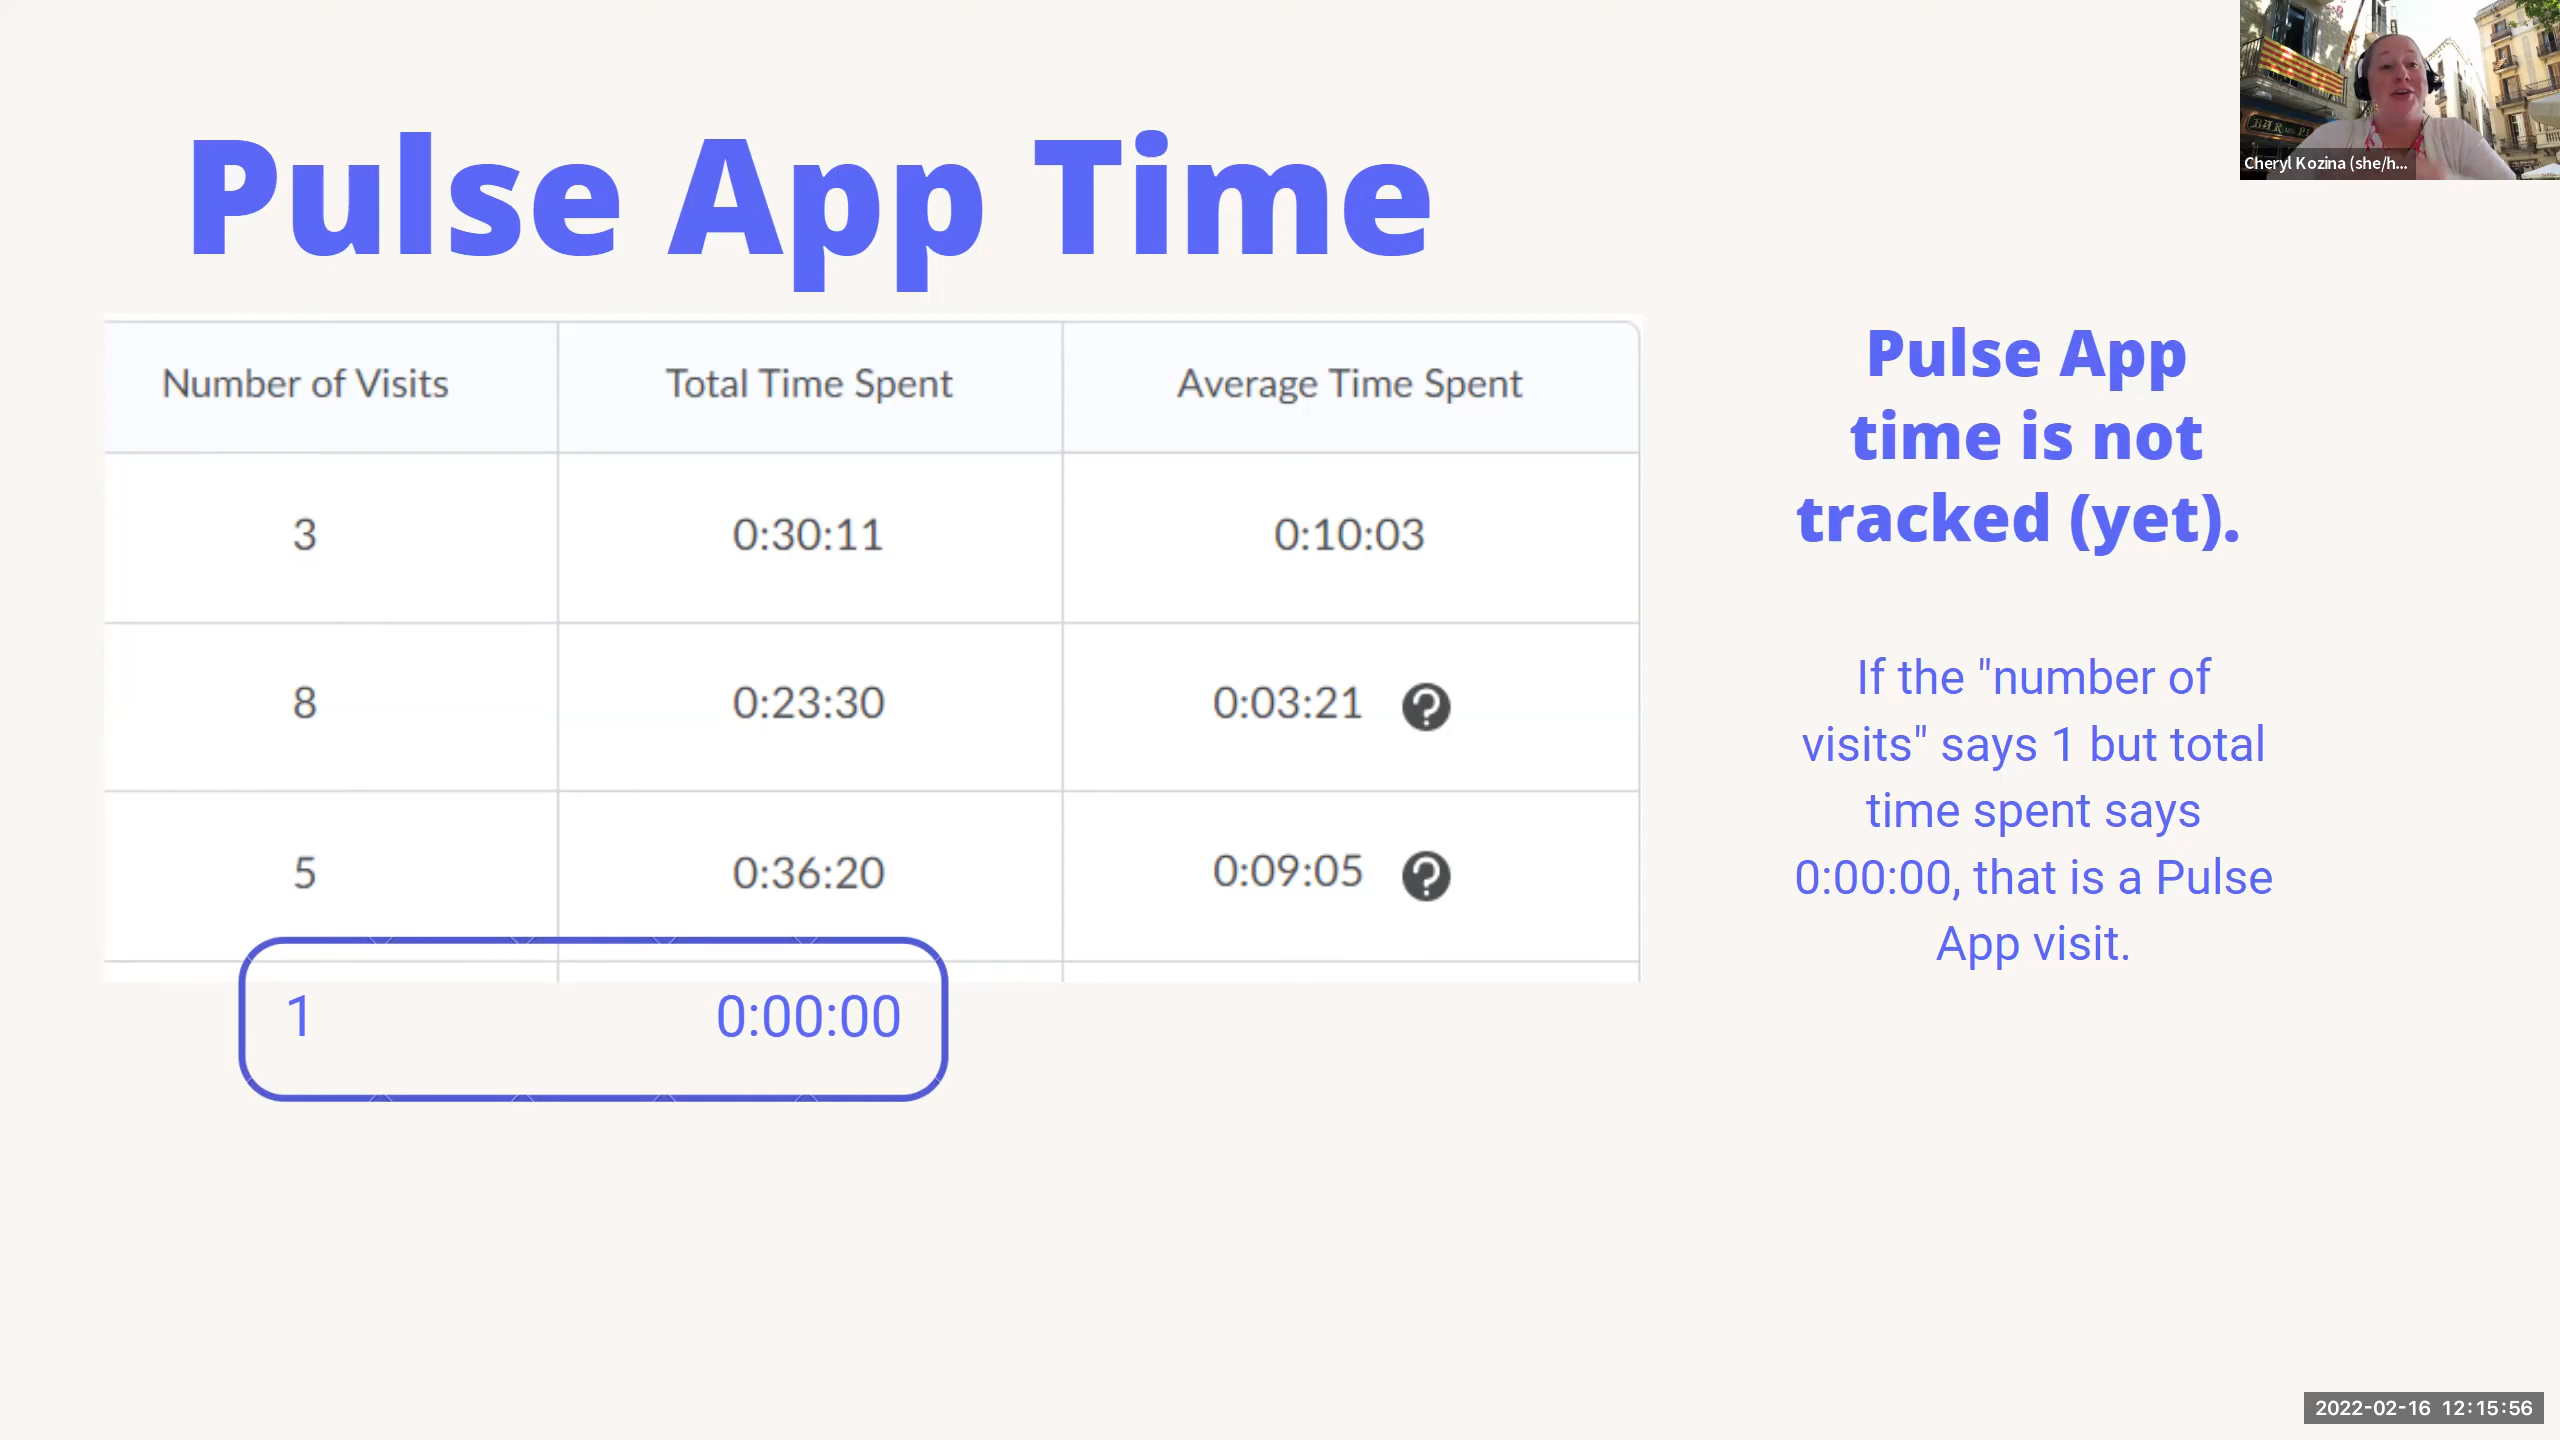 Pulse App Time
Number of Visits Total Time Spent Average Time Spent
3 0:30:11 0:10:03
8 0:23:30 0:03:21 ?
5 0:36:20 0:09:05 ?
1 0:00:00
Pulse App
time is not
tracked (yet).
If the "number of
visits" says 1 but total
time spent says
0:00:00, that is a Pulse
App visit.
BAR
Cheryl Kozina (she/h...
2022-02-16 12:15:56